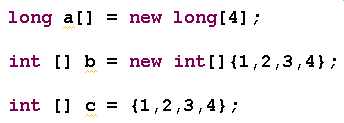 long a[] = new long[4];
int [] b = new int[]{1,2,3,4};
int [] c = {1,2,3,4};